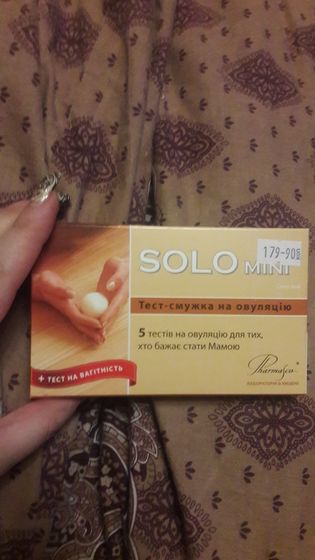 179-90
SOLO MINI
Тест-смужка на овуляцію
5 тестів на овуляцію для тих,
хто бажає стати Мамою
+ ТЕСТ НА ВАГІТНІСТЬ
Pharmasco